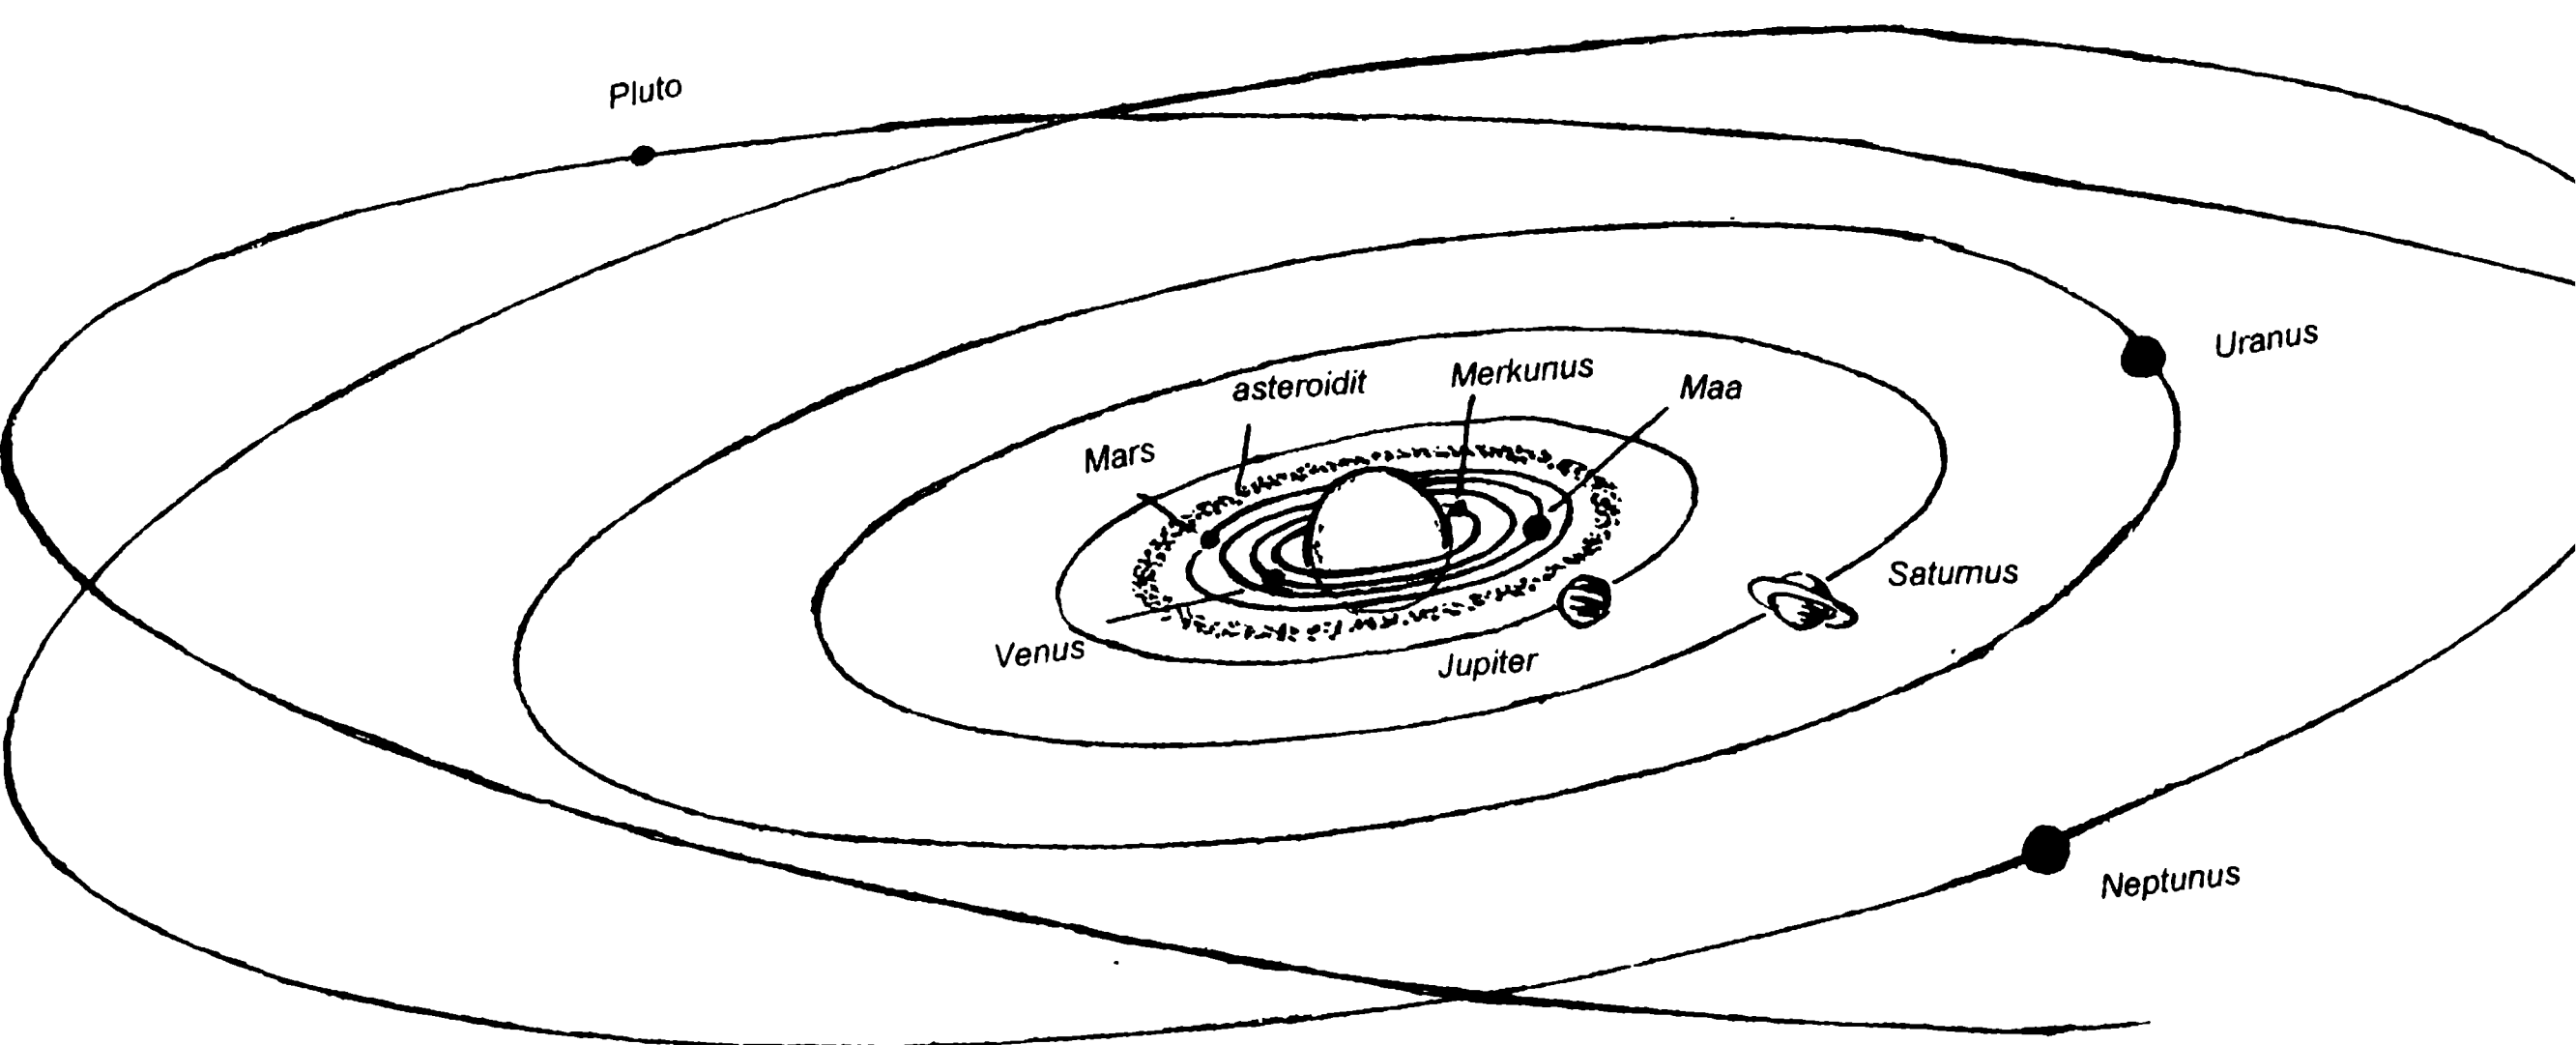 Pluto
Uranus
asteroidit
Merkunus
Maa
Mars
Saturnus
Venus
Jupiter
Neptunus